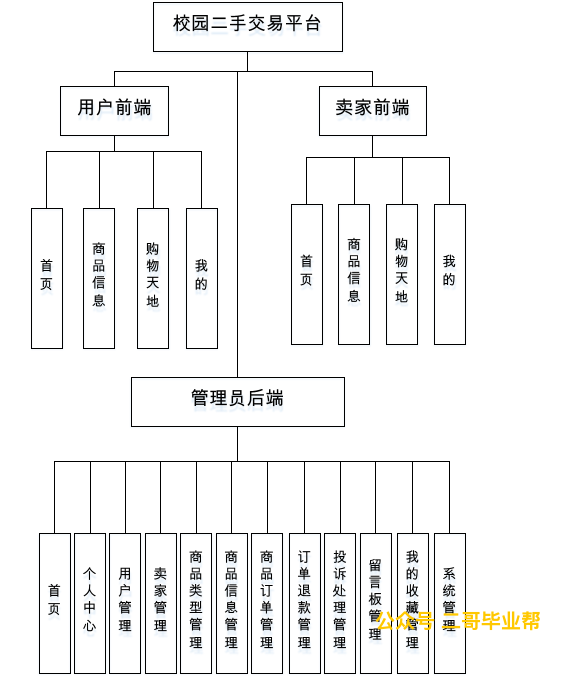 校园二手交易平台
用户前端
卖家前端
首页
商品信息
购物天地
我的
首页
商品信息
购物天地
我的
管理员后端
首页
个人中心
用户管理
卖家管理
商品类型管理
商品信息管理
商品订单管理
订单退款管理
投诉处理管理
留言板管理
我的收藏管理
系统管理
公众号 二哥毕业帮